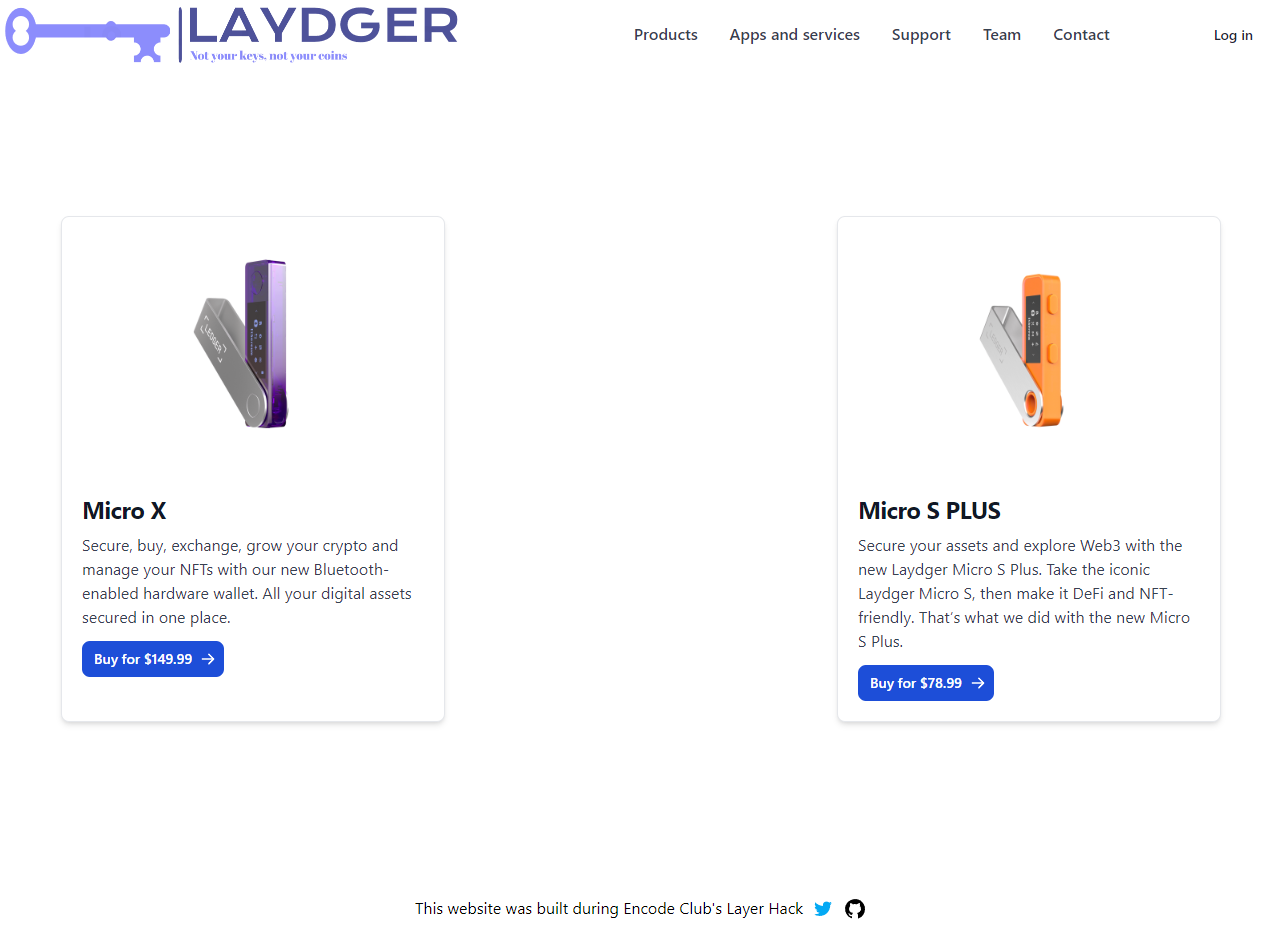 LAYDGER
Not your keys, not your coins
Products
Apps and services
Support
Team
Contact
Log in
LEDGER
Micro X
Secure, buy, exchange, grow your crypto and
manage your NFTs with our new Bluetooth-
enabled hardware wallet. All your digital assets
secured in one place.
Buy for $149.99
Micro S PLUS
Secure your assets and explore Web3 with the
new Laydger Micro S Plus. Take the iconic
Laydger Micro S, then make it DeFi and NFT-
friendly. That's what we did with the new Micro
S Plus.
Buy for $78.99
This website was built during Encode Club's Layer Hack